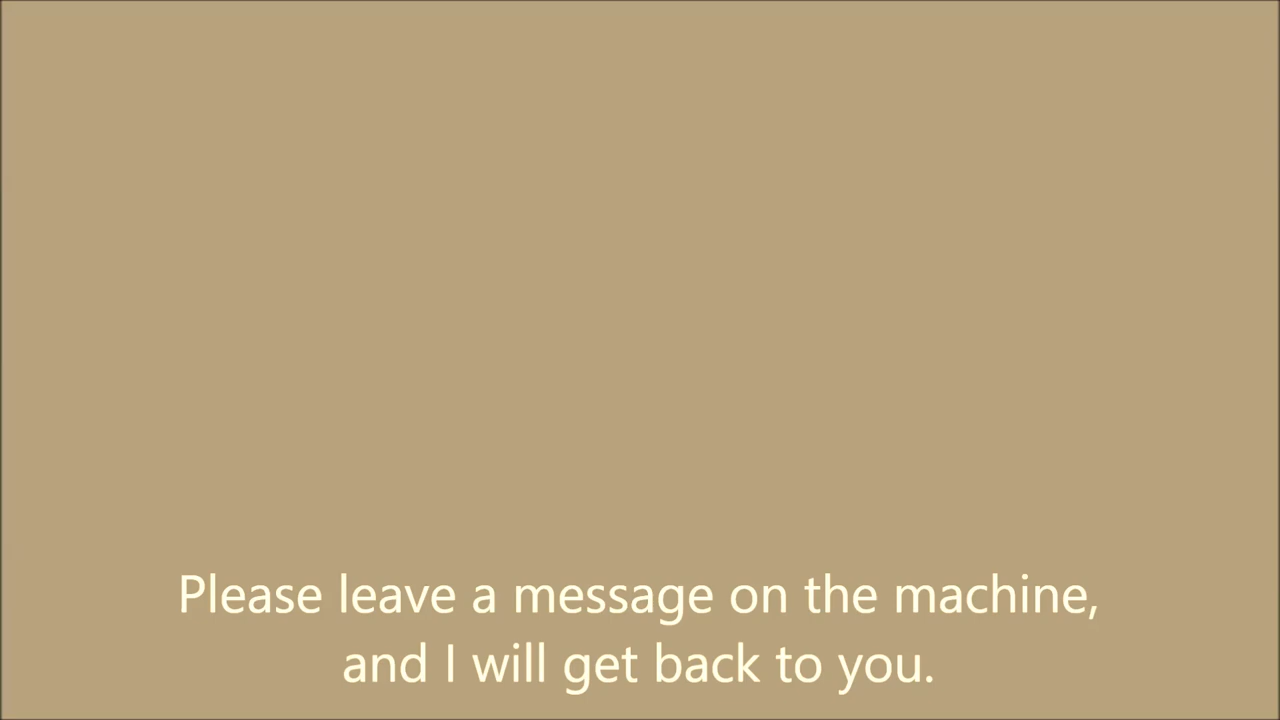 Please leave a message on the machine,
and I will get back to you.